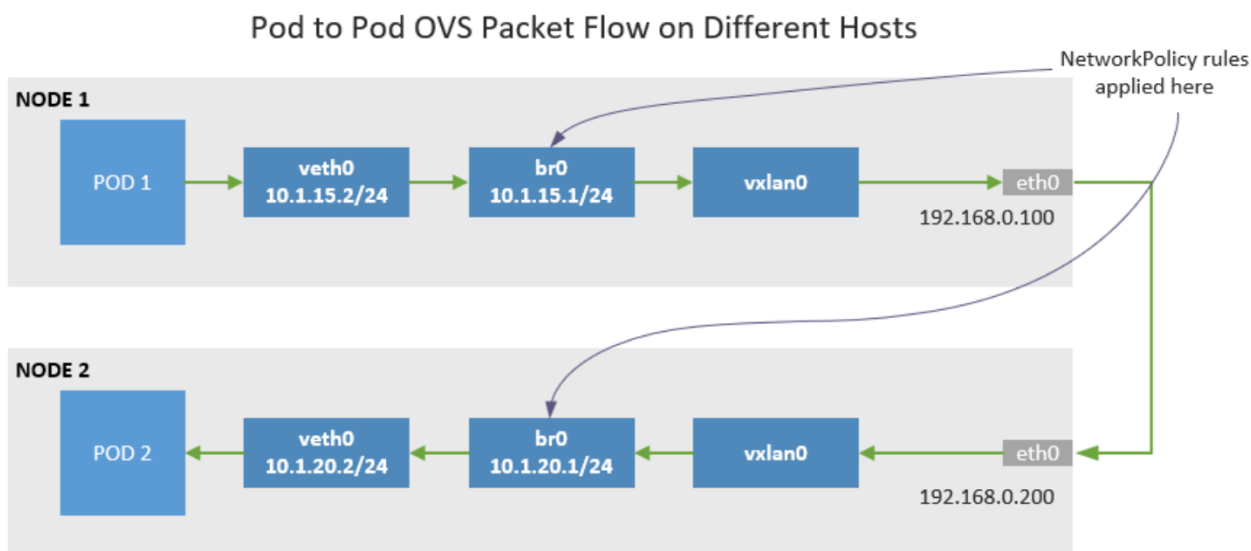 Pod to Pod OVS Packet Flow on Different Hosts
NetworkPolicy rules
applied here
NODE 1
POD 1
veth0
10.1.15.2/24
br0
10.1.15.1/24
vxlan0
eth0
192.168.0.100
NODE 2
POD 2
veth0
10.1.20.2/24
br0
10.1.20.1/24
vxlan0
eth0
192.168.0.200